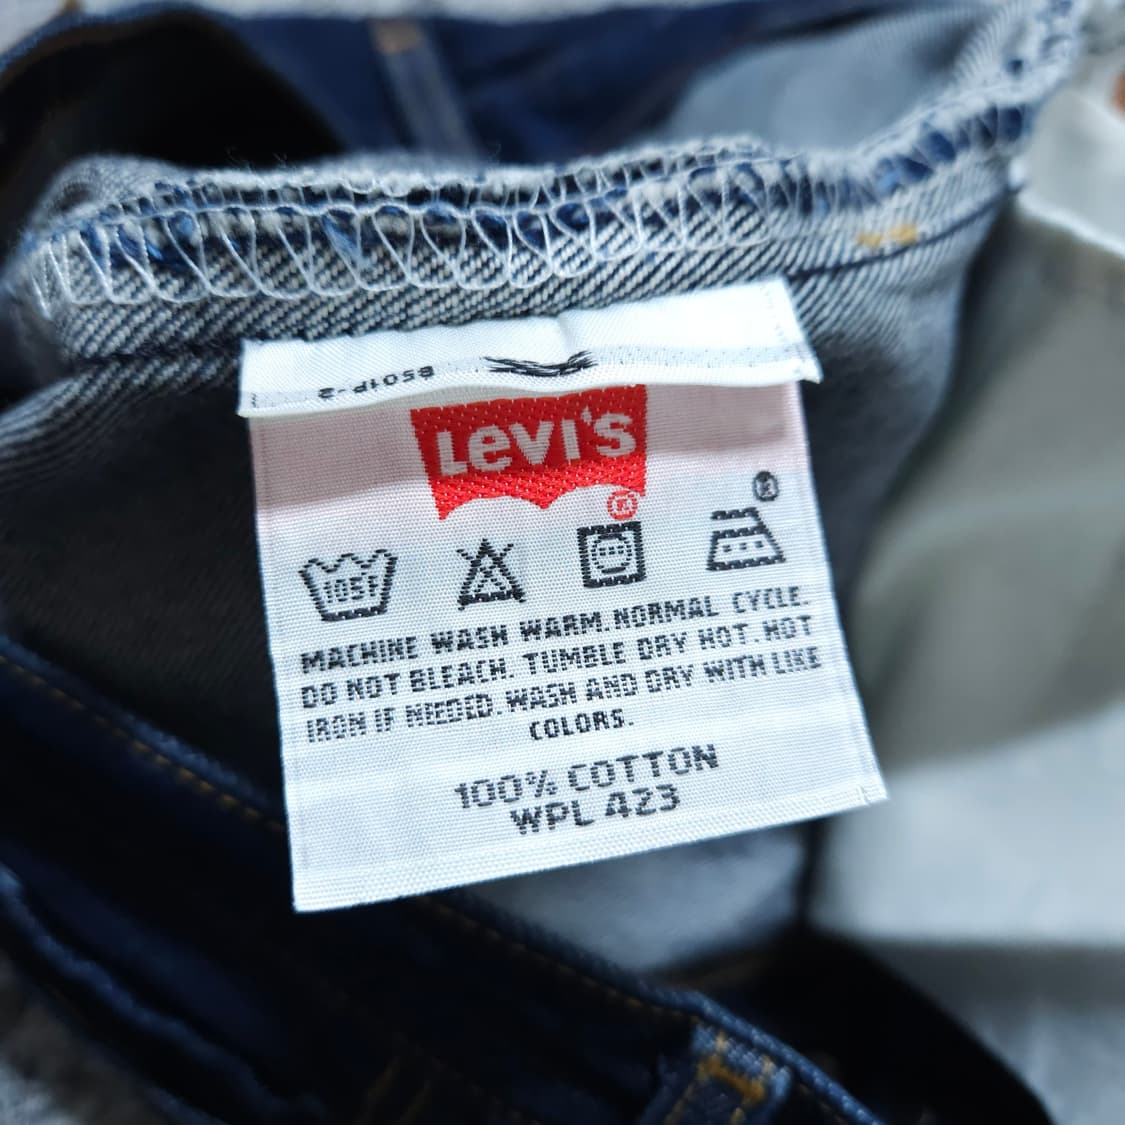 Levi's
105F
MACHINE WASH WARM. NORMAL CYCLE.
DO NOT BLEACH. TUMBLE DRY HOT. HOT
IRON IF NEEDED. WASH AND DRY WITH LIKE
COLORS.
100% COTTON
WPL 423